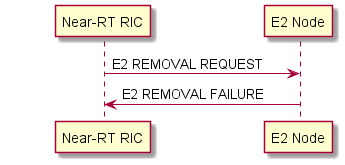 Near-RT RIC
E2 Node
E2 REMOVAL REQUEST
E2 REMOVAL FAILURE
Near-RT RIC
E2 Node